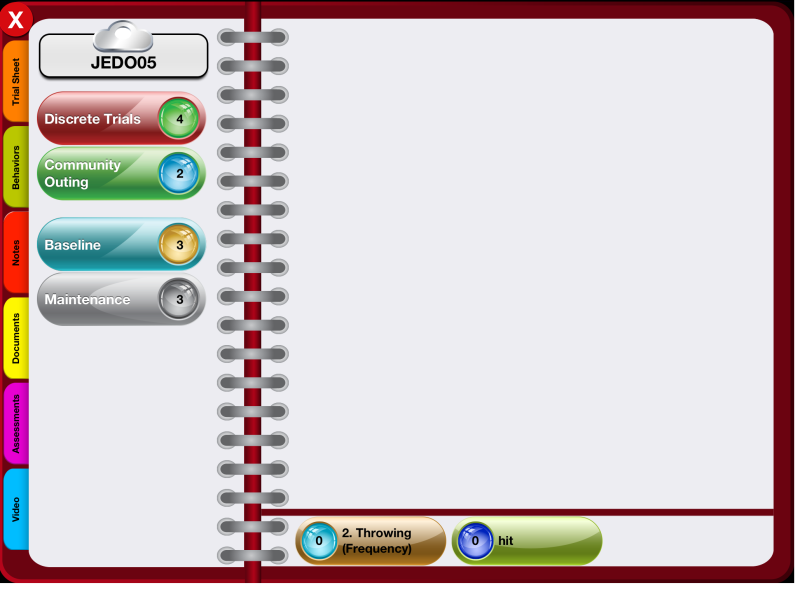 X
JEDO05
Trial Sheet
Behaviors
Notes
Documents
Assessments
Video
Discrete Trials 4
Community
Outing
2
Baseline 3
Maintenance 3
0
2. Throwing
(Frequency)
0 hit